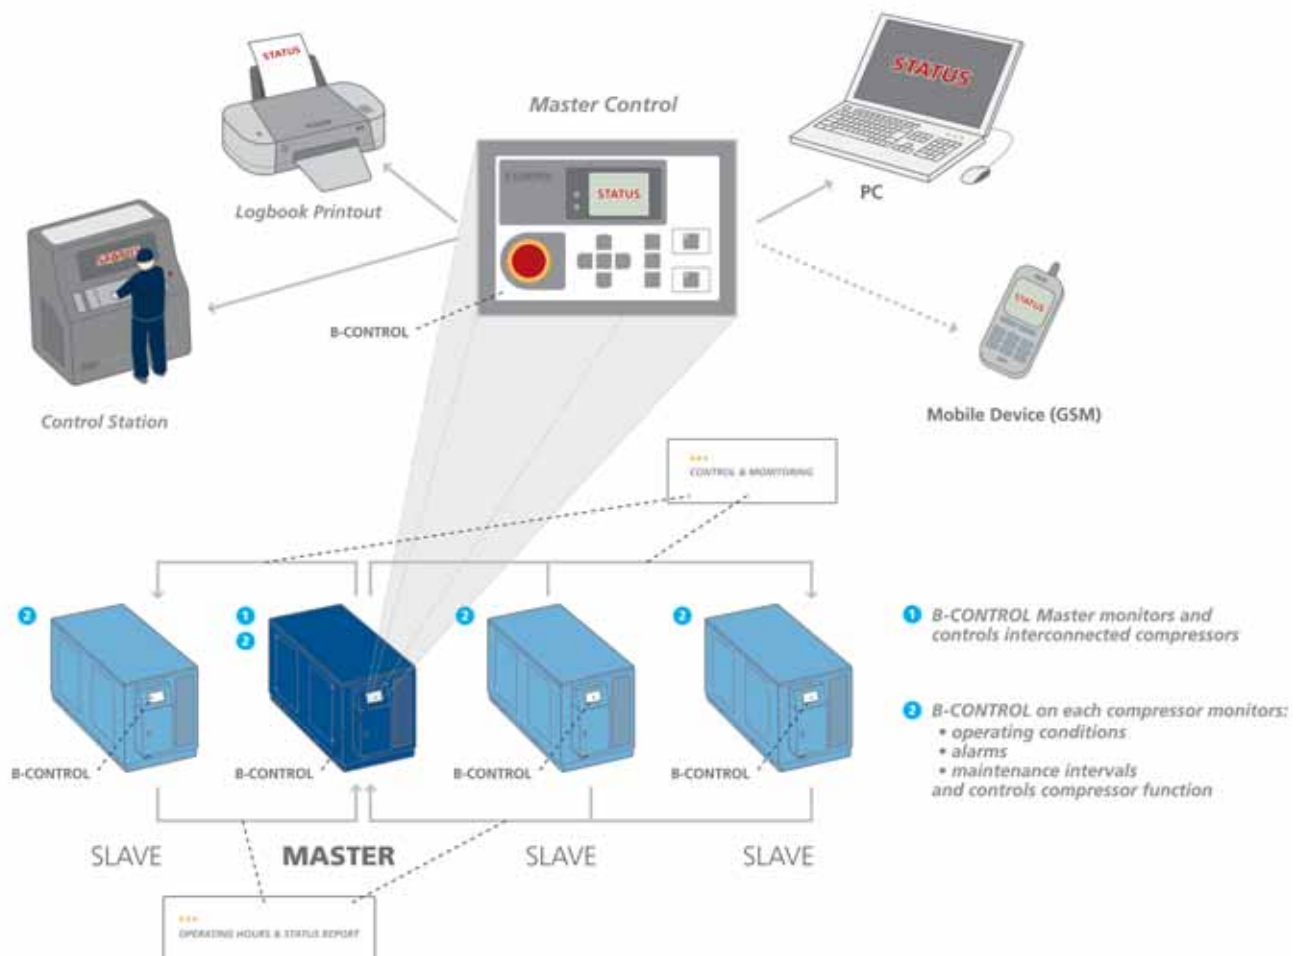 STATUS
Master Control
STATUS
PC
STATUS
Logbook Printout
STATUS
B-CONTROL
STATUS
Control Station
Mobile Device (GSM)
CONTROL & MONITORING
2
1
2
2
2
1 B-CONTROL Master monitors and
controls interconnected compressors
2 B-CONTROL on each compressor monitors:
• operating conditions
• alarms
• maintenance intervals
and controls compressor function
B-CONTROL
B-CONTROL
B-CONTROL
B-CONTROL
SLAVE
MASTER
SLAVE
SLAVE
OPERATING HOURS & STATUS REPORT